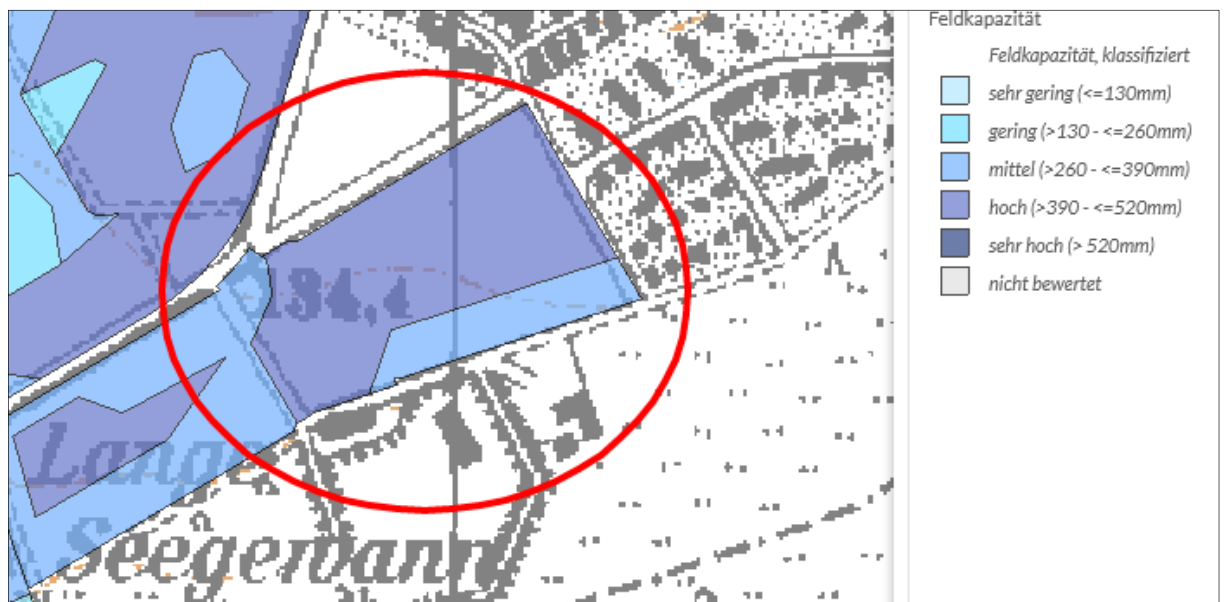 Feldkapazität
Feldkapazität, klassifiziert
sehr gering (<=130mm)
gering (>130 - <=260mm)
mittel (>260 - <=390mm)
hoch (>390 - <=520mm)
sehr hoch (> 520mm)
nicht bewertet
134,4
Lange
Seegewann